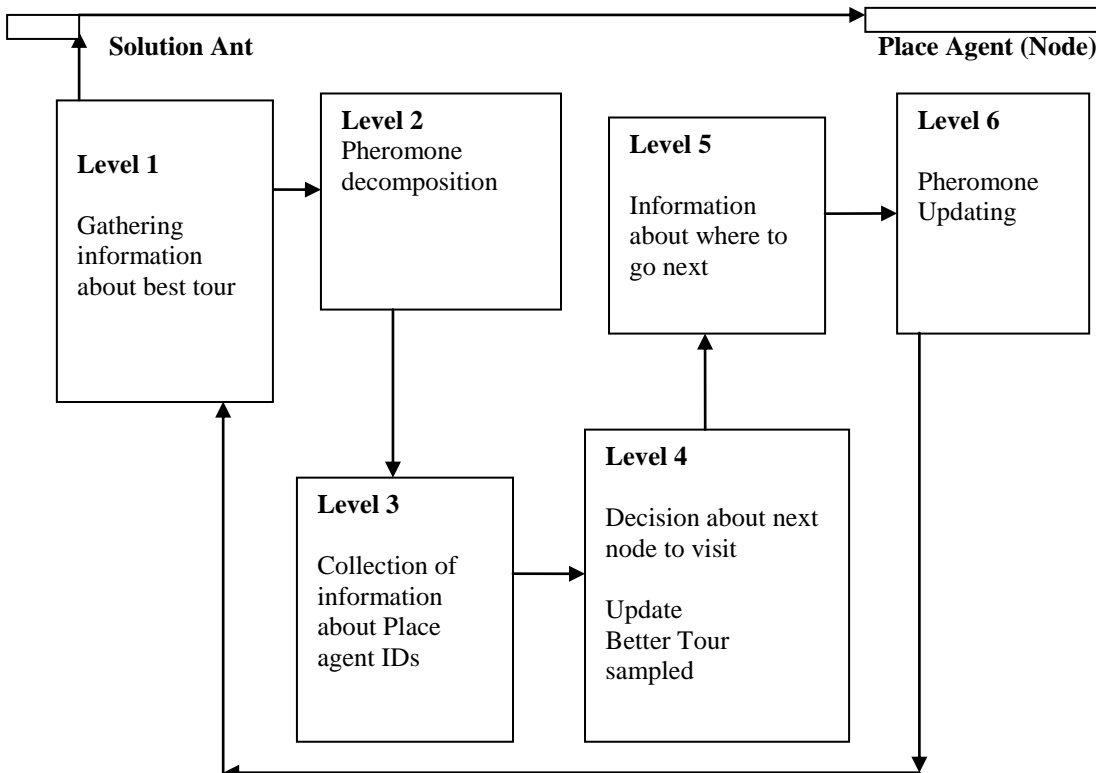 Solution Ant
Place Agent (Node)
Level 1
Gathering
information
about best tour
Level 2
Pheromone
decomposition
Level 3
Collection of
information
about Place
agent IDs
Level 4
Decision about next
node to visit
Update
Better Tour
sampled
Level 5
Information
about where to
go next
Level 6
Pheromone
Updating